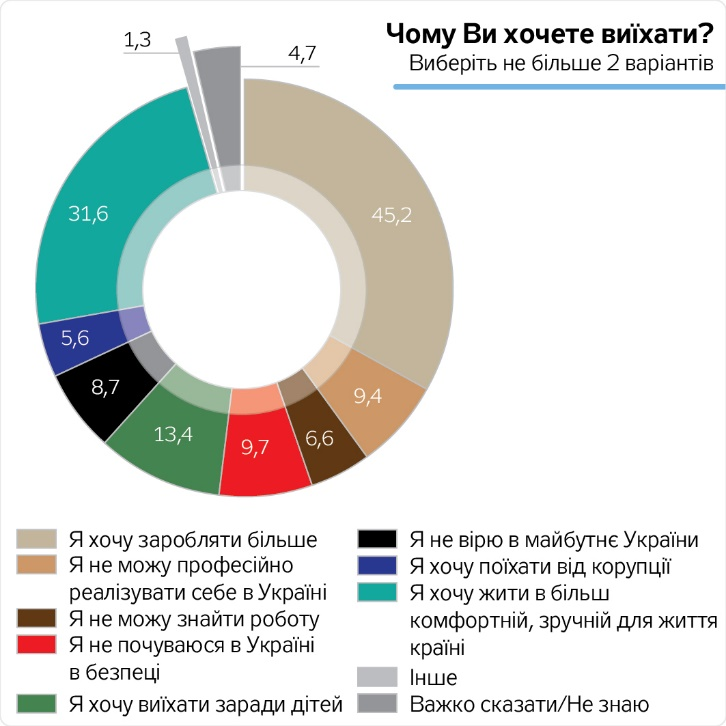 Чому Ви хочете виїхати?
Виберіть не більше 2 варіантів
1,3
4,7
45,2
31,6
5,6
8,7
13,4
9,7
6,6
9,4
Я хочу заробляти більше
Я не можу професійно
реалізувати себе в Україні
Я не можу знайти роботу
Я не почуваюся в Україні
в безпеці
Я хочу виїхати заради дітей
Я не вірю в майбутнє України
Я хочу поїхати від корупції
Я хочу жити в більш
комфортній, зручній для життя
країні
Інше
Важко сказати/Не знаю